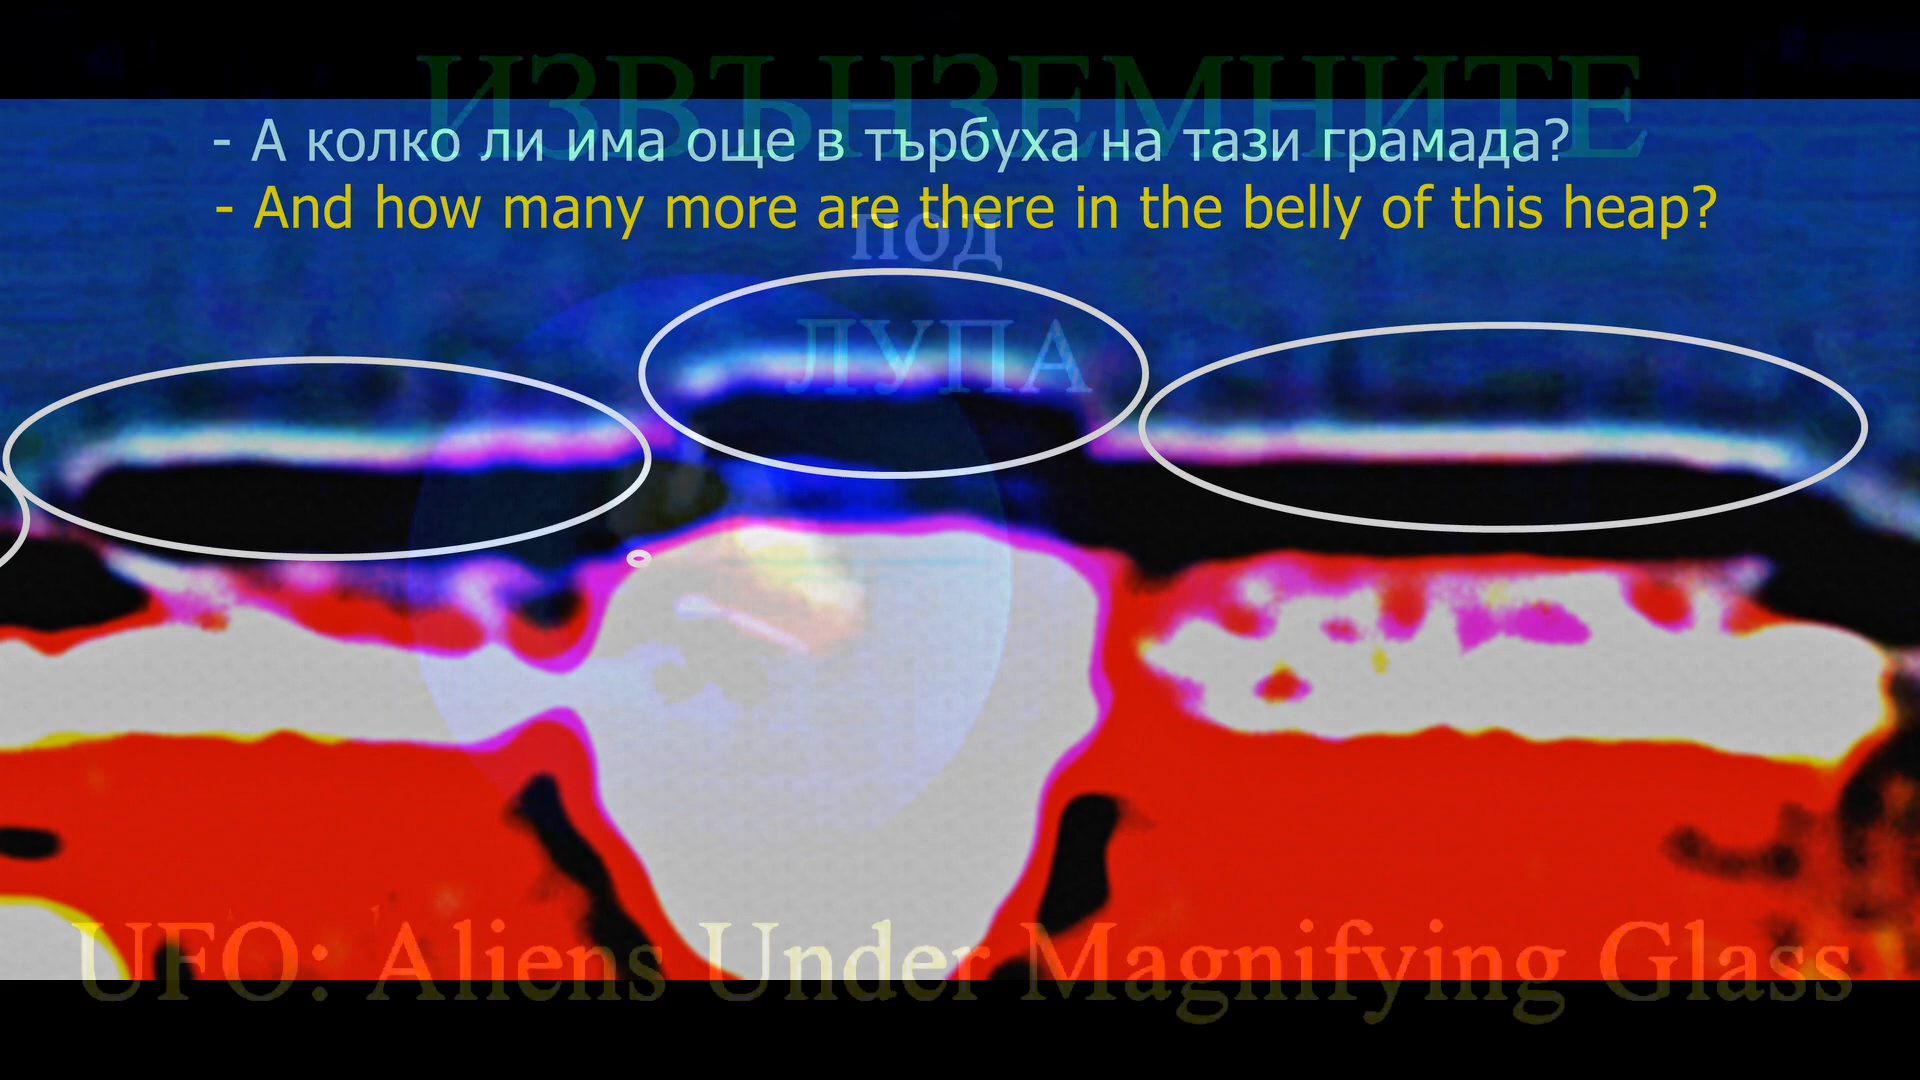 ИЗВЪНЗЕМНИТЕ
- А колко ли има още в търбуха на тази грамада?
- And how many more are there in the belly of this heap?
под
ЛУПА
UFO: Aliens Under Magnifying Glass